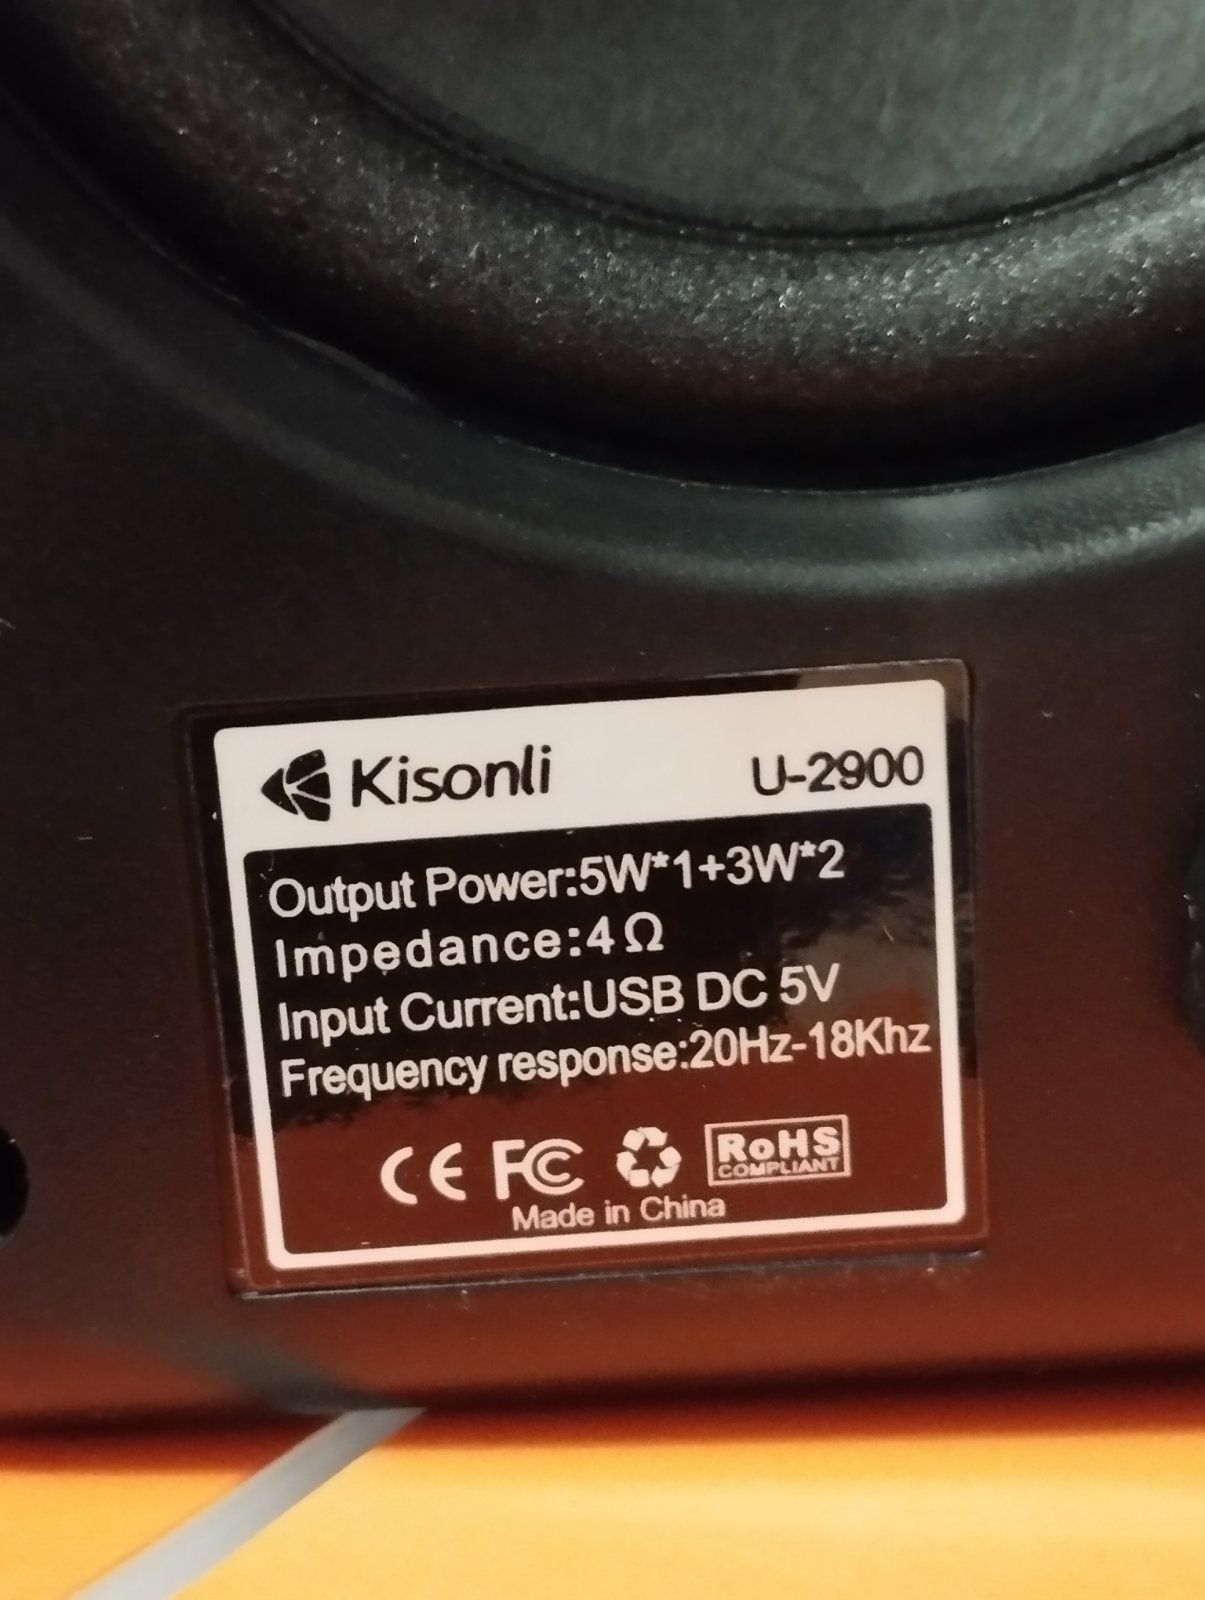 Kisonli U-2900
Output Power:5W*1+3W*2
Impedance:4Ω
Input Current:USB DC 5V
Frequency response:20Hz-18Khz
CE FC RoHS
COMPLIANT
Made in China